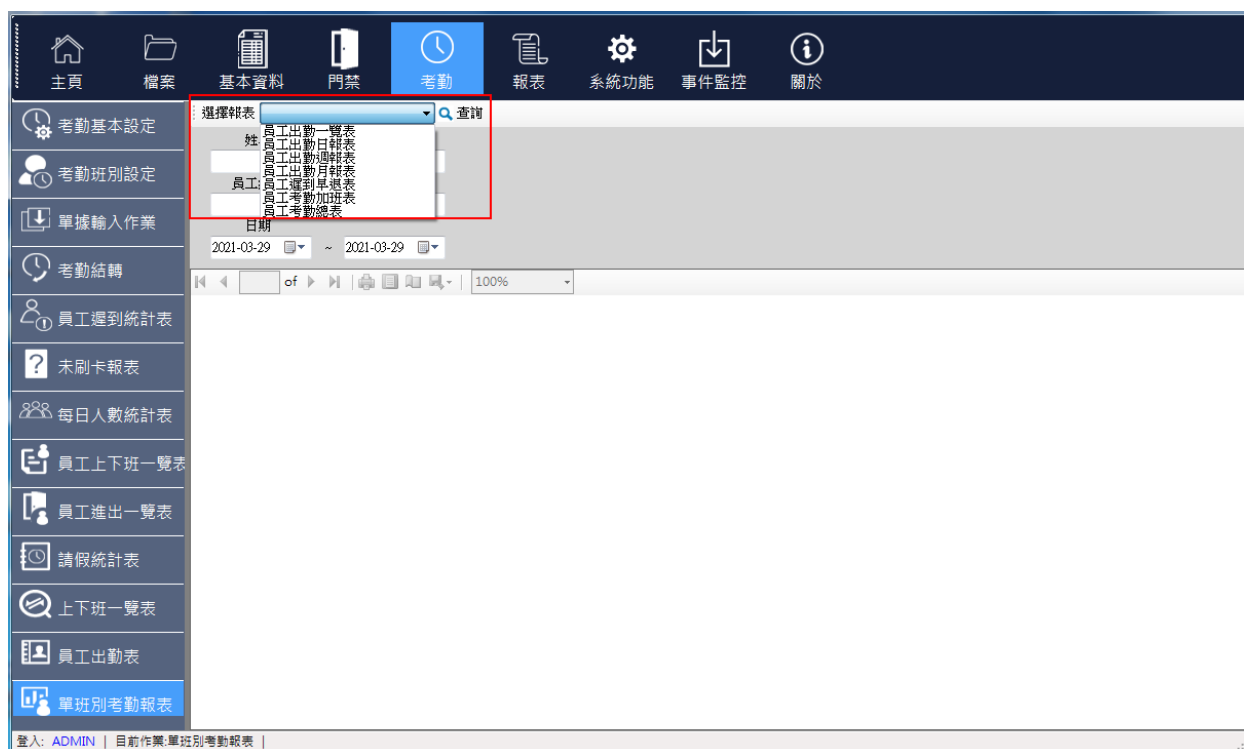 主頁 檔案 基本資料 門禁 考勤 報表 系統功能 事件監控 關於
考勤基本設定
考勤班別設定
單據輸入作業
考勤結轉
員工遲到統計表
未刷卡報表
每日人數統計表
員工上下班一覽表
員工進出一覽表
請假統計表
上下班一覽表
員工出勤表
單班別考勤報表
選擇報表 查詢
姓
員工
員工出勤一覽表
員工出勤日報表
員工出勤週報表
員工出勤月報表
員工遲到早退表
員工考勤加班表
員工考勤總表
日期
2021-03-29 ~ 2021-03-29
of 100%
登入: ADMIN | 目前作業:單班別考勤報表 |